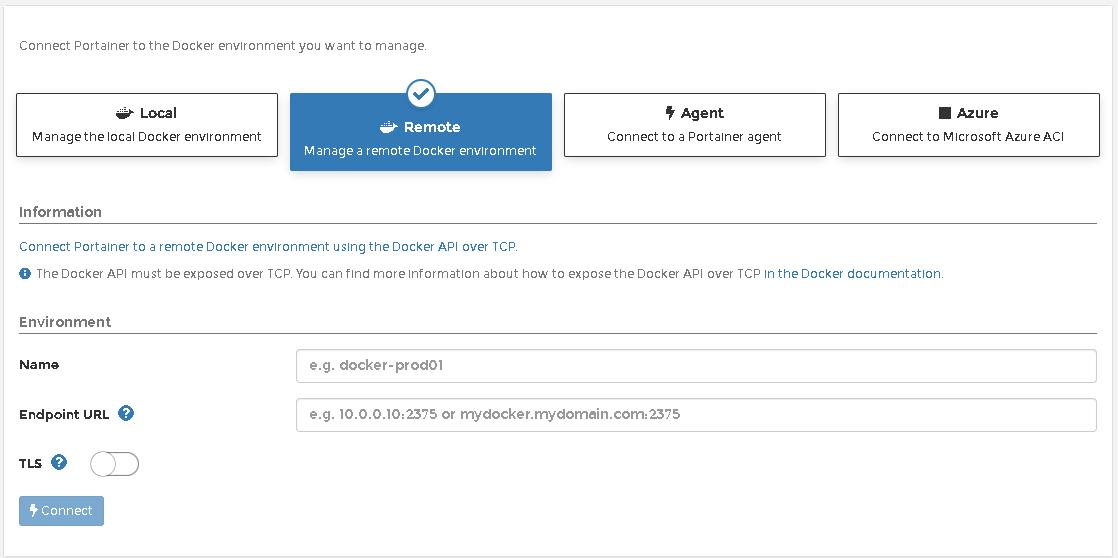 Connect Portainer to the Docker environment you want to manage.
Local
Manage the local Docker environment
Remote
Manage a remote Docker environment
Agent
Connect to a Portainer agent
Azure
Connect to Microsoft Azure ACI
Information
Connect Portainer to a remote Docker environment using the Docker API over TCP.
The Docker API must be exposed over TCP. You can find more information about how to expose the Docker API over TCP in the Docker documentation.
Environment
Name
e.g. docker-prod01
Endpoint URL
e.g. 10.0.0.10:2375 or mydocker.mydomain.com:2375
TLS
Connect